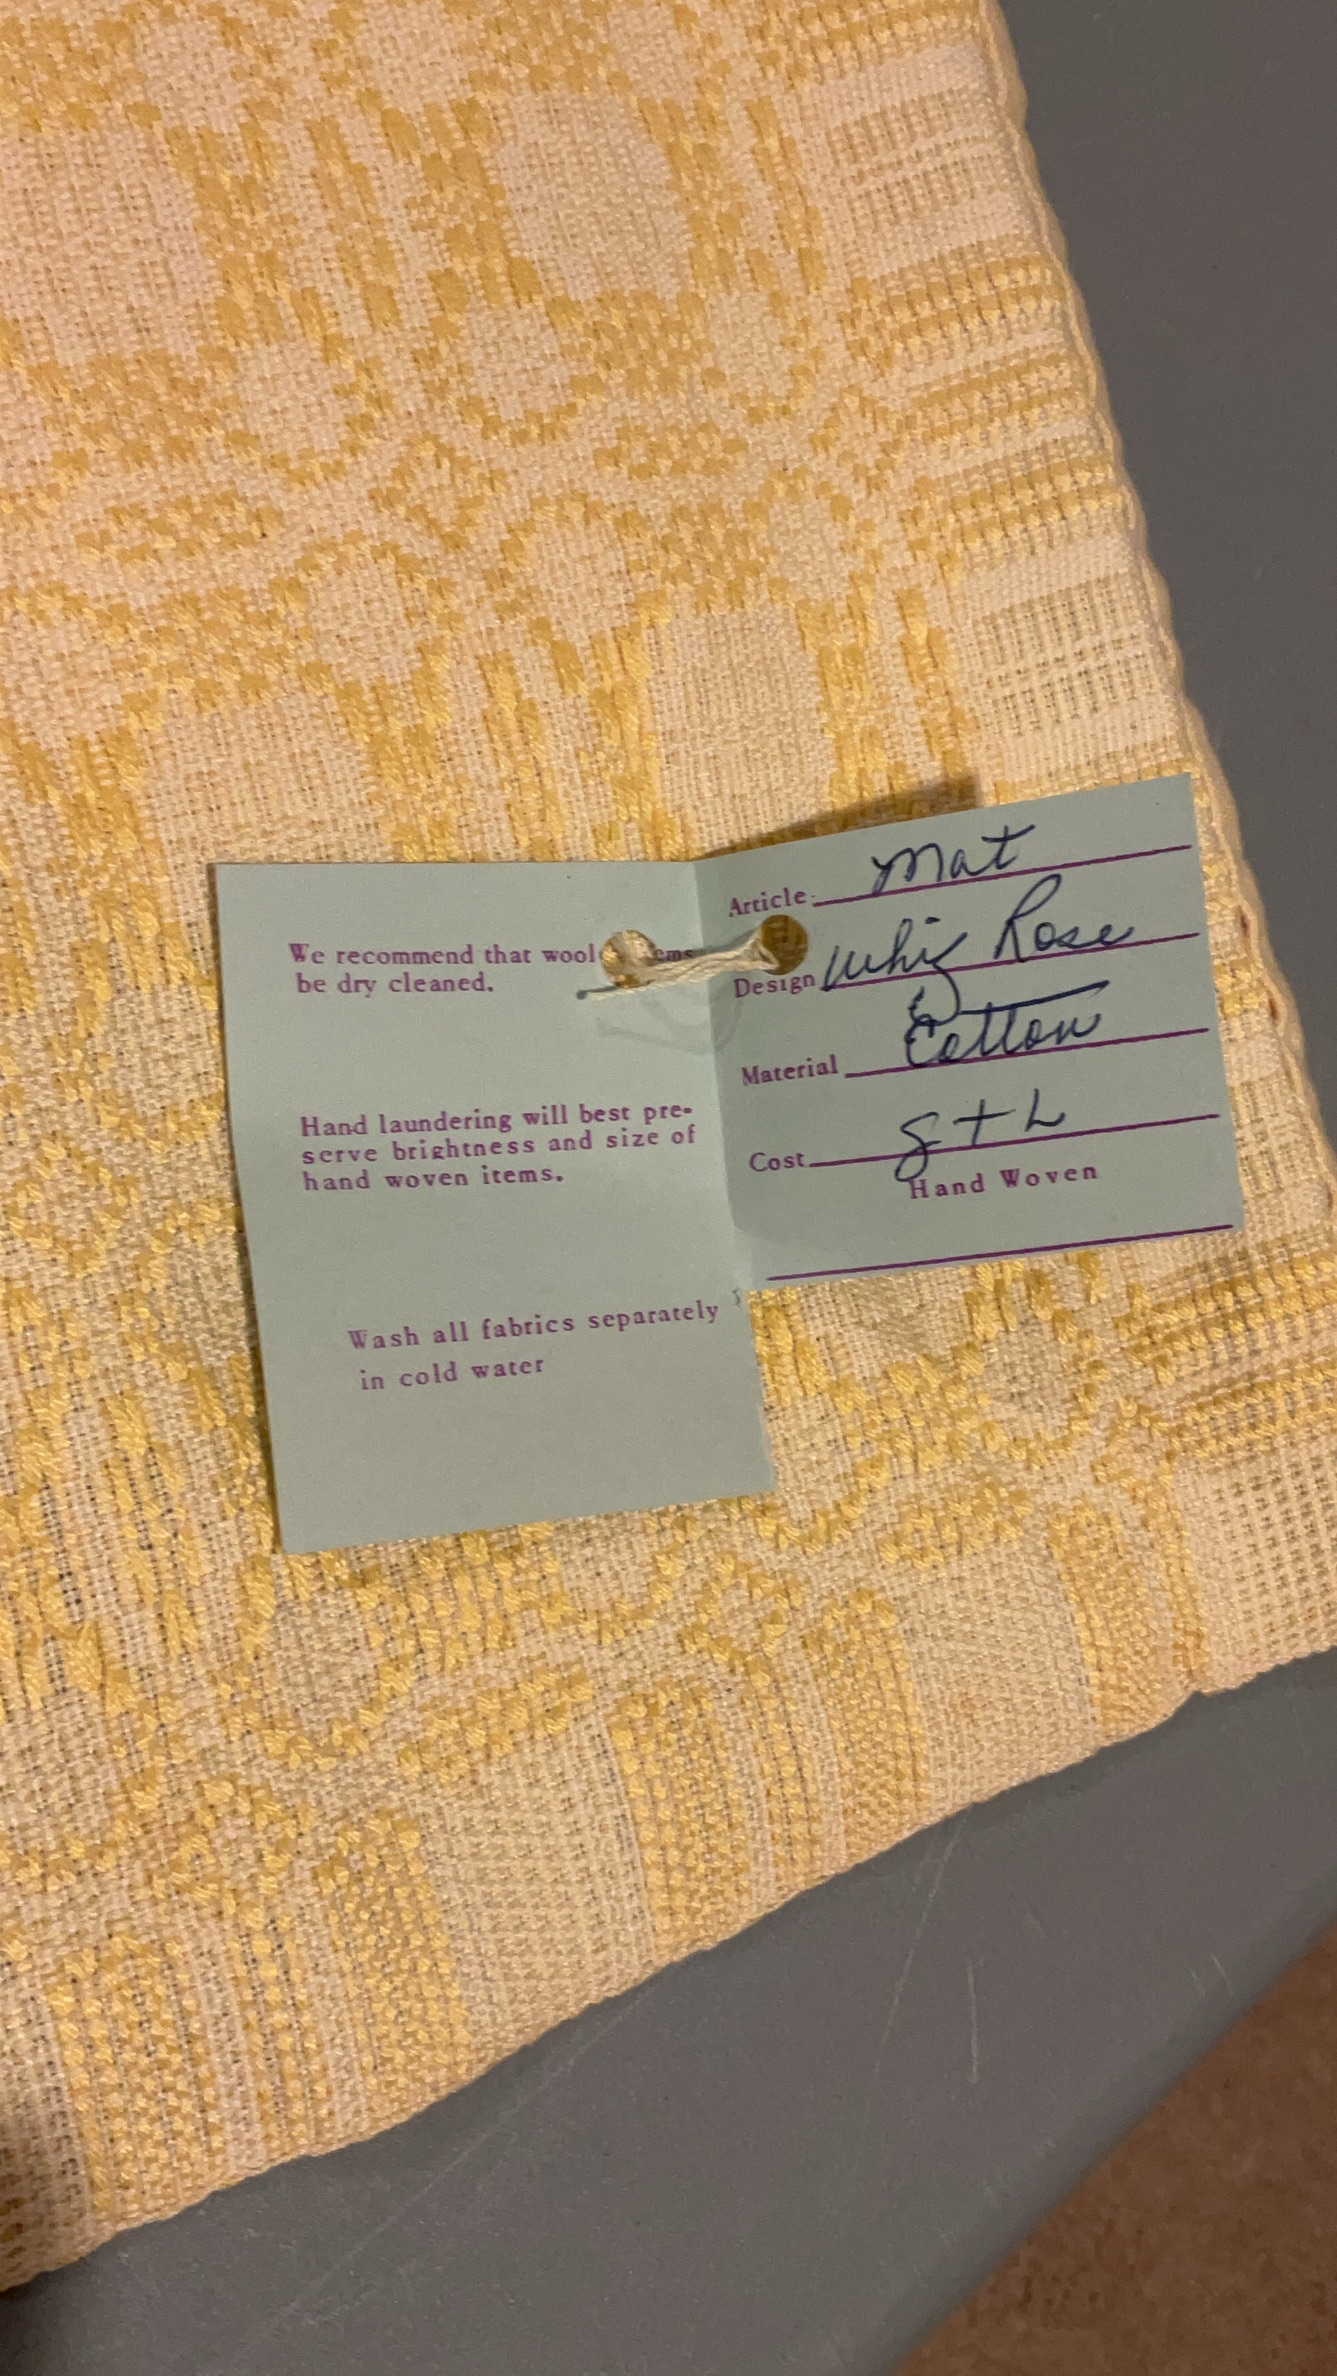 We recommend that wool ems
be dry cleaned.
Hand laundering will best pre-
serve brightness and size of
hand woven items.
Wash all fabrics separately
in cold water
Article: Mat
Design Whig Rose
Material Cotton
Cost
Hand Woven